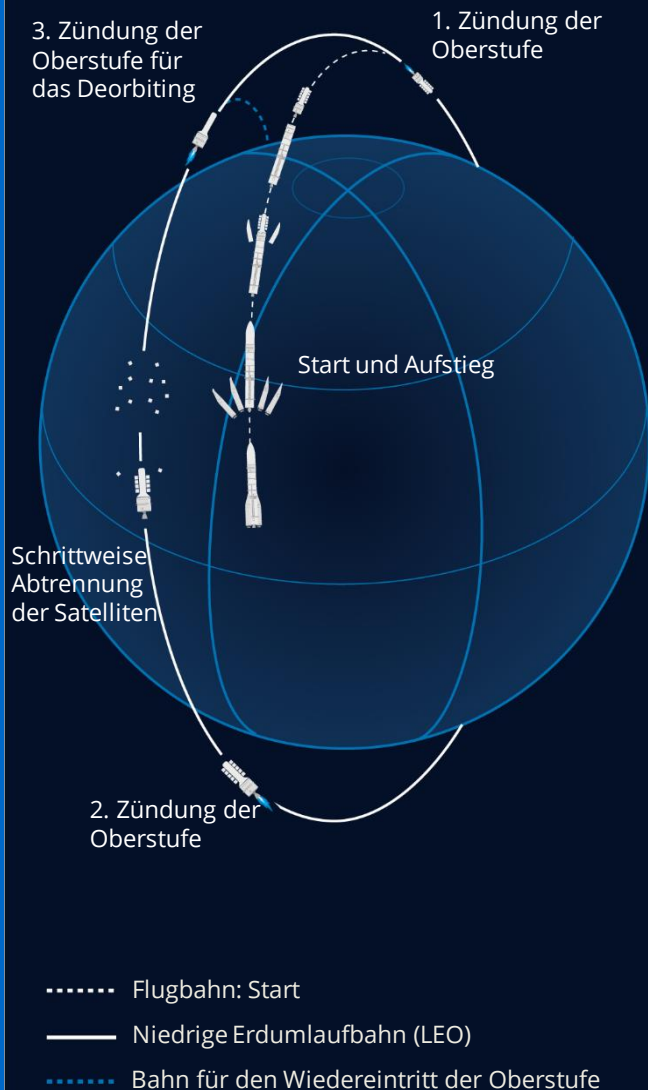 3. Zündung der
Oberstufe für
das Deorbiting
1. Zündung der
Oberstufe
Start und Aufstieg
Schrittweise
Abtrennung
der Satelliten
2. Zündung der
Oberstufe
Flugbahn: Start
Niedrige Erdumlaufbahn (LEO)
Bahn für den Wiedereintritt der Oberstufe